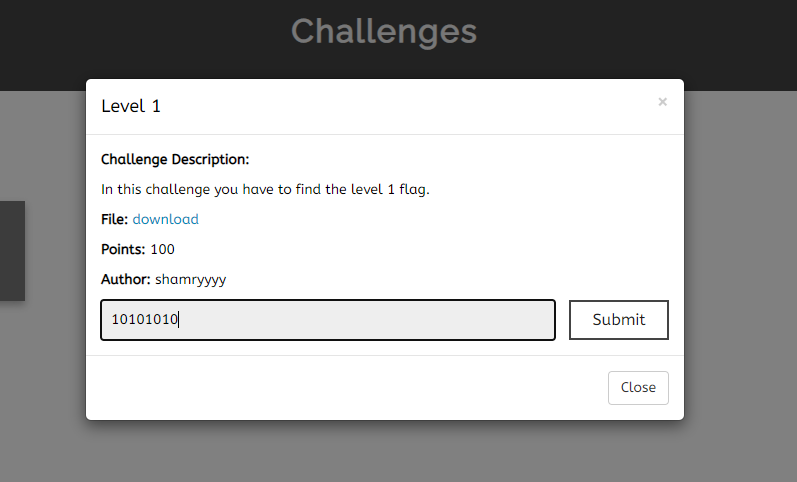 Challenges
Level 1
×
Challenge Description:
In this challenge you have to find the level 1 flag.
File: download
Points: 100
Author: shamryyyy
10101010
Submit
Close